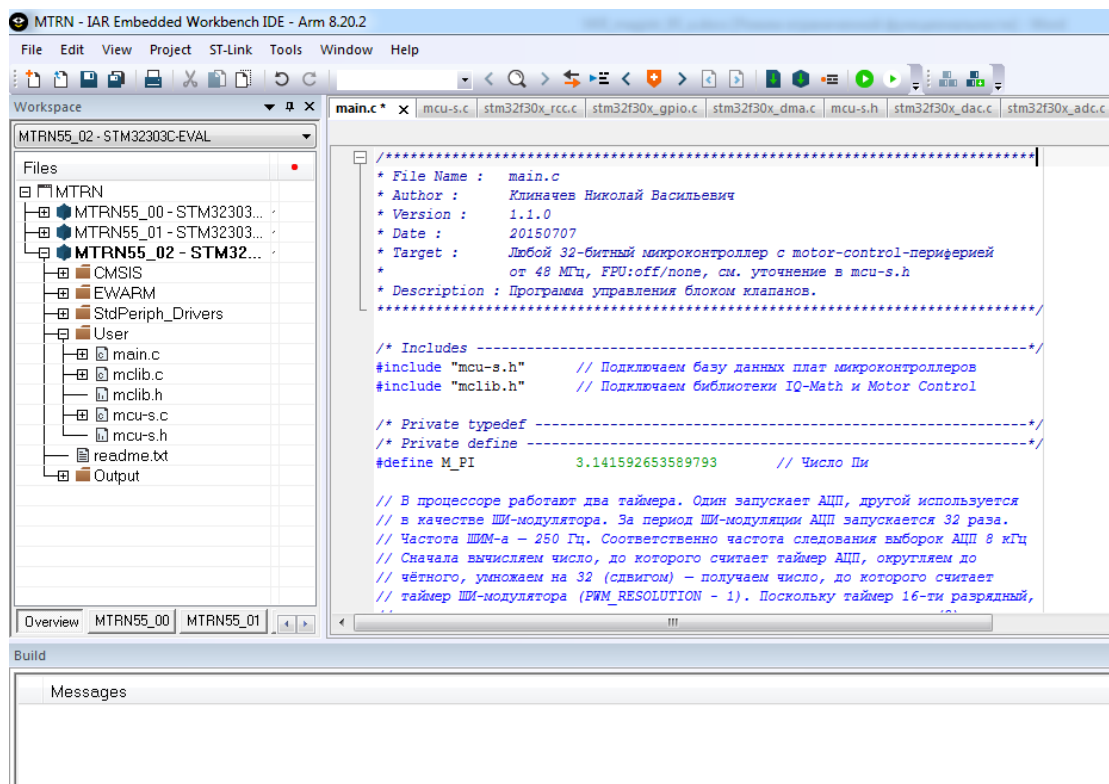 MTRN - IAR Embedded Workbench IDE - Arm 8.20.2
File Edit View Project ST-Link Tools Window Help
Workspace
main.c * x mcu-s.c stm32f30x_rcc.c stm32f30x_gpio.c stm32f30x_dma.c mcu-s.h stm32f30x_dac.c stm32f30x_adc.c
MTRN55_02 - STM32303C-EVAL
Files
MTRN
MTRN55_00 - STM32303...
MTRN55_01 - STM32303...
MTRN55_02 - STM32...
CMSIS
EWARM
StdPeriph_Drivers
User
main.c
mclib.c
mclib.h
mcu-s.c
mcu-s.h
readme.txt
Output
Overview MTRN55_00 MTRN55_01
/******************************************************************************
* File Name : main.c
* Author : Клиначев Николай Васильевич
* Version : 1.1.0
* Date : 20150707
* Target : Любой 32-битный микроконтроллер с motor-control-периферией
* от 48 МГц, FPU:off/none, см. уточнение в mcu-s.h
* Description : Программа управления блоком клапанов.
*******************************************************************************/
/* Includes ------------------------------------------------------------------*/
#include "mcu-s.h" // Подключаем базу данных плат микроконтроллеров
#include "mclib.h" // Подключаем библиотеки IQ-Math и Motor Control
/* Private typedef -----------------------------------------------------------*/
/* Private define ------------------------------------------------------------*/
#define M_PI 3.141592653589793 // Число Пи
// В процессоре работают два таймера. Один запускает АЦП, другой используется
// в качестве ШИ-модулятора. За период ШИ-модуляции АЦП запускается 32 раза.
// Частота ШИМ-а — 250 Гц. Соответственно частота следования выборок АЦП 8 кГц
// Сначала вычисляем число, до которого считает таймер АЦП, округляем до
// чётного, умножаем на 32 (сдвигом) — получаем число, до которого считает
// таймер ШИ-модулятора (PWM_RESOLUTION - 1). Поскольку таймер 16-ти разрядный,
Build
Messages